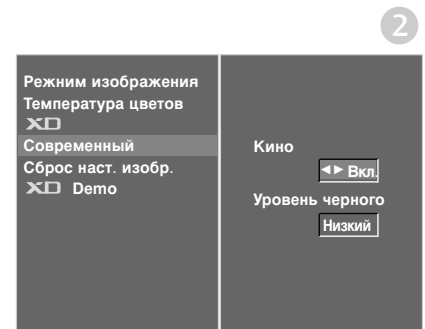 2
Режим изображения
Температура цветов
XD
Современный
Сброс наст. изобр.
XD Demo
Кино
◄► Вкл.
Уровень черного
Низкий